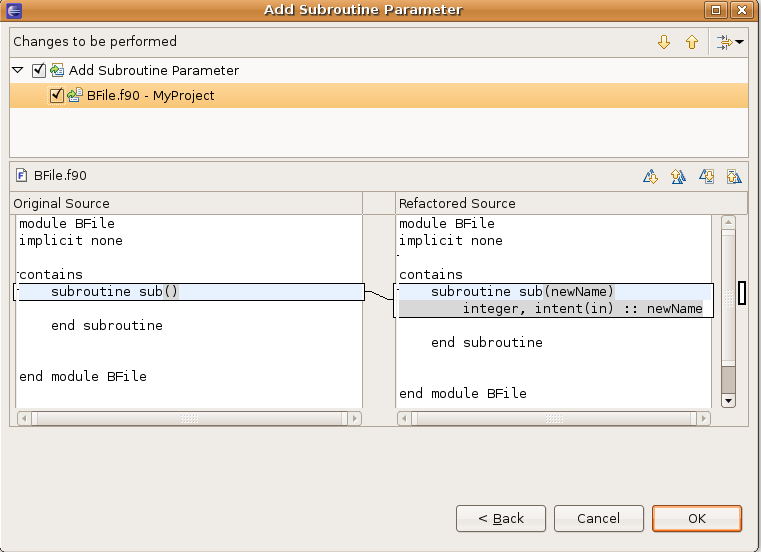 Add Subroutine Parameter
Changes to be performed
Add Subroutine Parameter
BFile.f90 - MyProject
BFile.f90
Original Source
module BFile
implicit none
contains
subroutine sub()
end subroutine
end module BFile
Refactored Source
module BFile
implicit none
contains
subroutine sub(newName)
integer, intent(in) :: newName
end subroutine
end module BFile
< Back
Cancel
OK